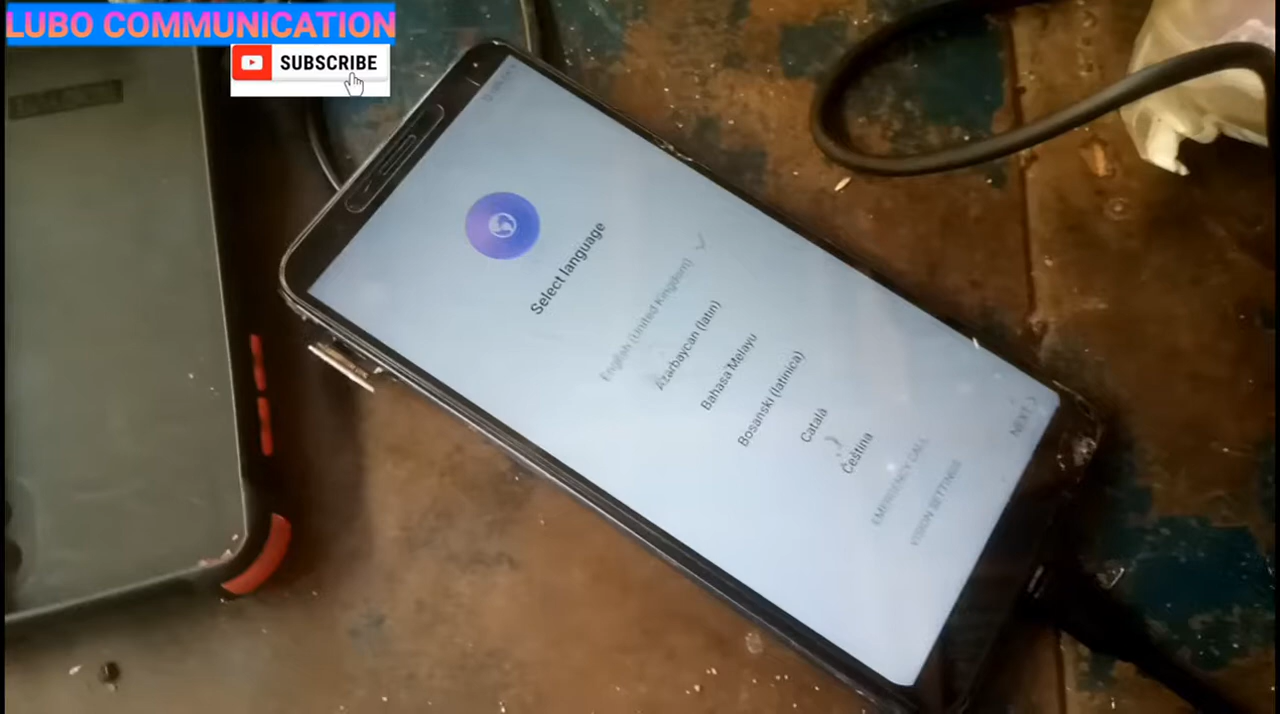 LUBO COMMUNICATION
SUBSCRIBE
Select language
English (United Kingdom)
Azərbaycan (latın)
Bahasa Melayu
Bosanski (latinica)
Català
Čeština
EMERGENCY CALL
VISION SETTINGS
NEXT